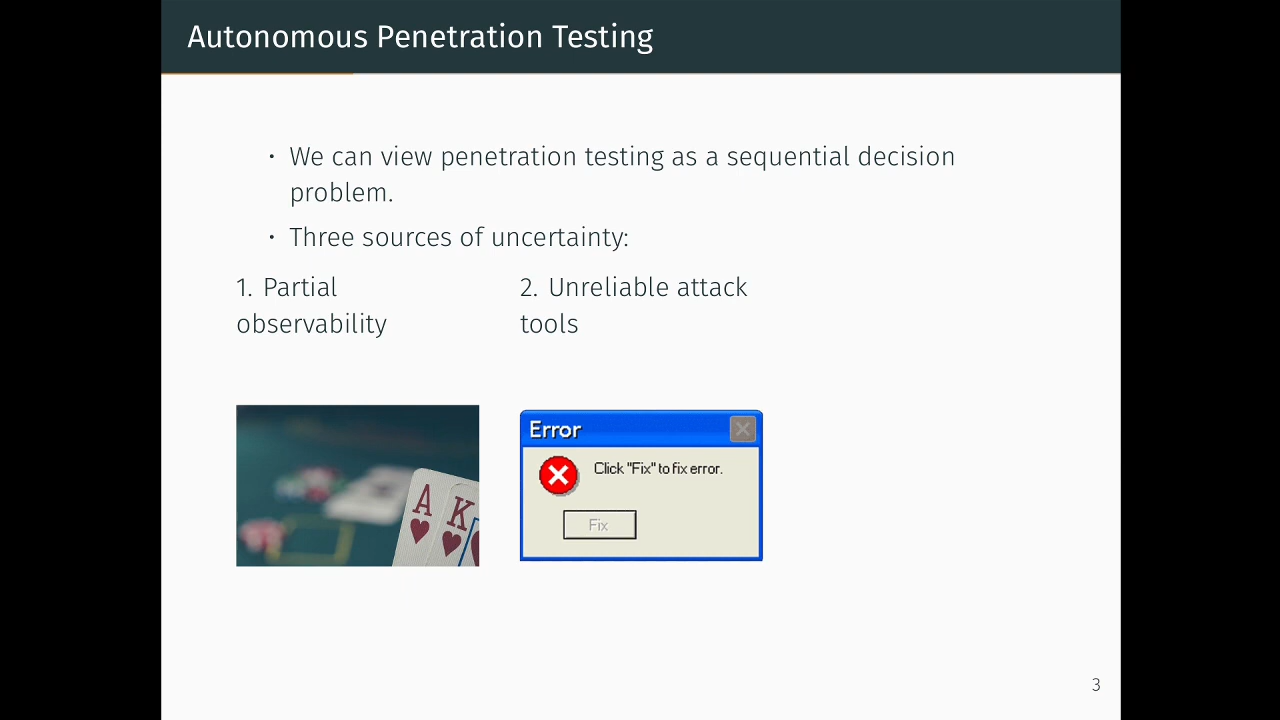 Autonomous Penetration Testing
• We can view penetration testing as a sequential decision
problem.
• Three sources of uncertainty:
1. Partial
observability
2. Unreliable attack
tools
A K
Error
Click "Fix" to fix error.
Fix
3